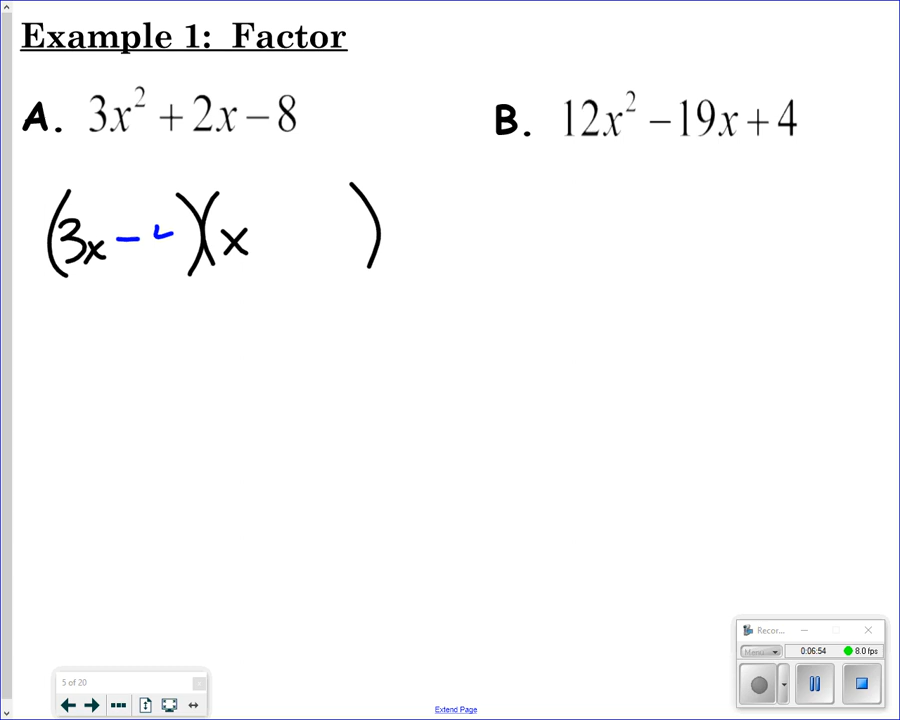 Example 1: Factor
A. 3x² + 2x − 8
B. 12x² − 19x + 4
(3x − )(x )
Recor...
Menu
0:06:54
8.0 fps
5 of 20
Extend Page